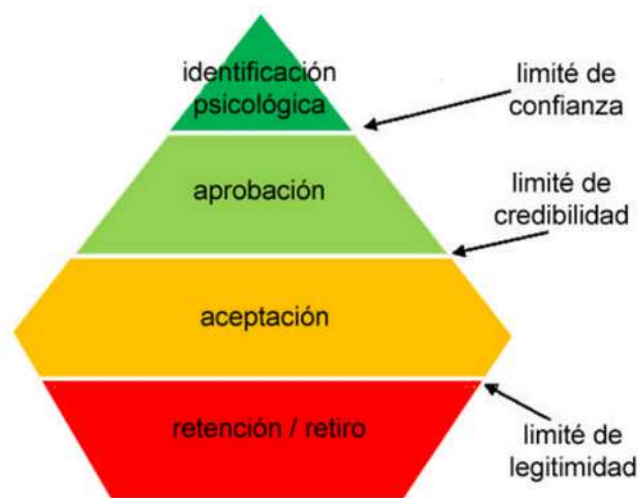 identificación
psicológica
limité de
confianza
aprobación
limité de
credibilidad
aceptación
retención / retiro
limité de
legitimidad